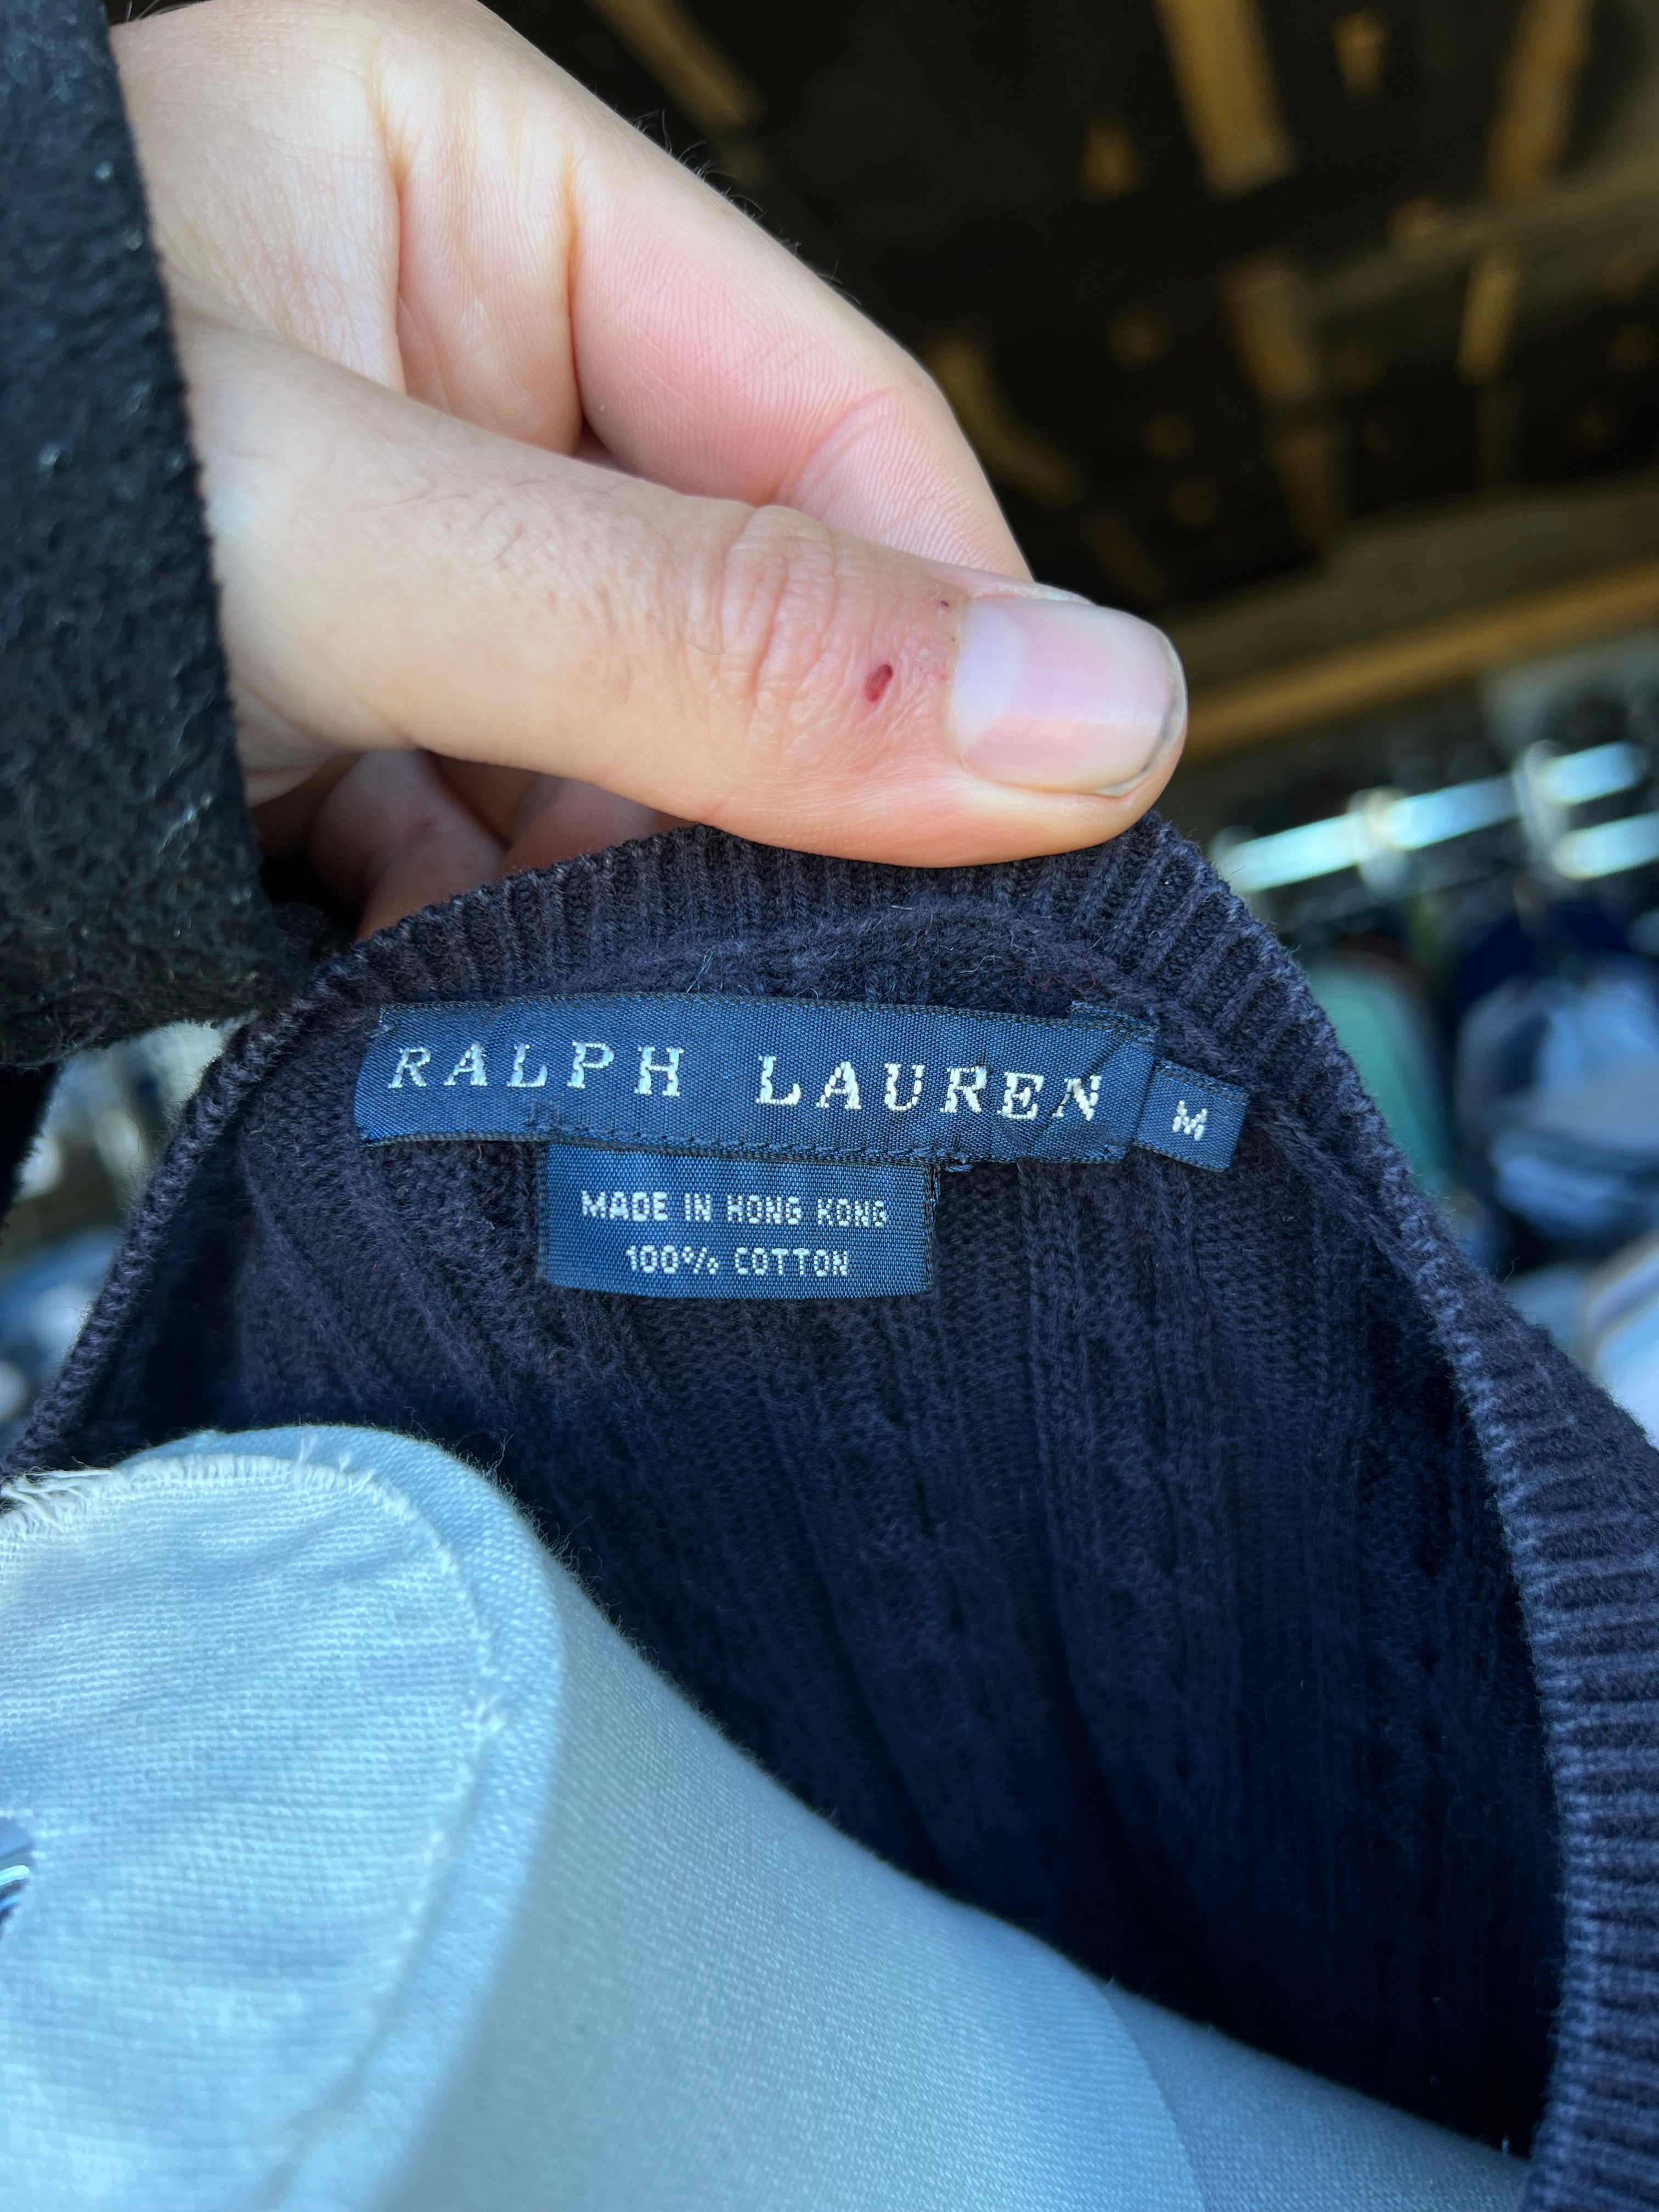 RALPH LAUREN
M
MADE IN HONG KONG
100% COTTON